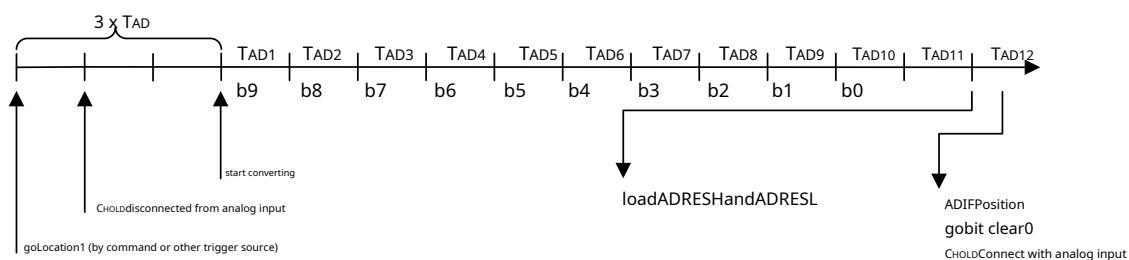 3 x TAD
TAD1 TAD2 TAD3 TAD4 TAD5 TAD6 TAD7 TAD8 TAD9 TAD10 TAD11 TAD12
b9 b8 b7 b6 b5 b4 b3 b2 b1 b0
start converting
CHOLDdisconnected from analog input
goLocation1 (by command or other trigger source)
loadADRESHandADRESL
ADIFPosition
gobit clear0
CHOLDConnect with analog input